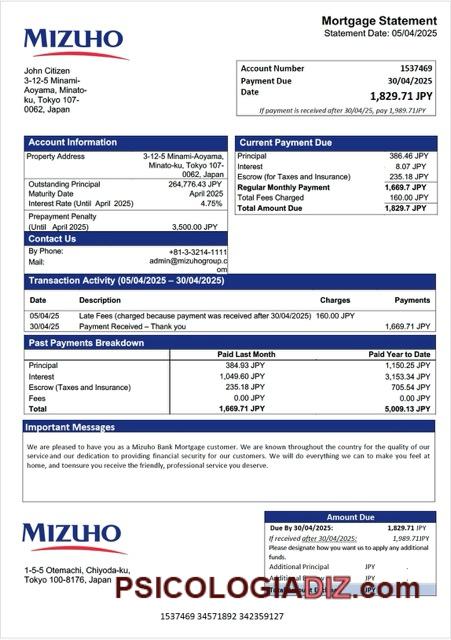 MIZUHO
Mortgage Statement
Statement Date: 05/04/2025
John Citizen
3-12-5 Minami-
Aoyama, Minato-
ku, Tokyo 107-
0062, Japan
Account Number 1537469
Payment Due 30/04/2025
Date 1,829.71 JPY
If payment is received after 30/04/25, pay 1,989.71JPY
Account Information
Property Address 3-12-5 Minami-Aoyama,
Minato-ku, Tokyo 107-
0062, Japan
Outstanding Principal 264,776.43 JPY
Maturity Date April 2025
Interest Rate (Until April 2025) 4.75%
Prepayment Penalty
(Until April 2025) 3,500.00 JPY
Current Payment Due
Principal 386.46 JPY
Interest 8.07 JPY
Escrow (for Taxes and Insurance) 235.18 JPY
Regular Monthly Payment 1,669.7 JPY
Total Fees Charged 160.00 JPY
Total Amount Due 1,829.7 JPY
Contact Us
By Phone: +81-3-3214-1111
Mail: admin@mizuhogroup.c
om
Transaction Activity (05/04/2025 – 30/04/2025)
Date Description Charges Payments
05/04/25 Late Fees (charged because payment was received after 30/04/2025) 160.00 JPY
30/04/25 Payment Received – Thank you 1,669.71 JPY
Past Payments Breakdown
Paid Last Month Paid Year to Date
Principal 384.93 JPY 1,150.25 JPY
Interest 1,049.60 JPY 3,153.34 JPY
Escrow (Taxes and Insurance) 235.18 JPY 705.54 JPY
Fees 0.00 JPY 0.00 JPY
Total 1,669.71 JPY 5,009.13 JPY
Important Messages
We are pleased to have you as a Mizuho Bank Mortgage customer. We are known throughout the country for the quality of our
service and our dedication to providing financial security for our customers. We will do everything we can to make you feel at
home, and toensure you receive the friendly, professional service you deserve.
MIZUHO
1-5-5 Otemachi, Chiyoda-ku,
Tokyo 100-8176, Japan
Amount Due
Due By 30/04/2025: 1,829.71 JPY
If received after 30/04/2025: 1,989.71JPY
Please designate how you want us to apply any additional
funds.
Additional Principal JPY .
Additional JPY
PSICOLOGIADIZ.com
1537469 34571892 342359127